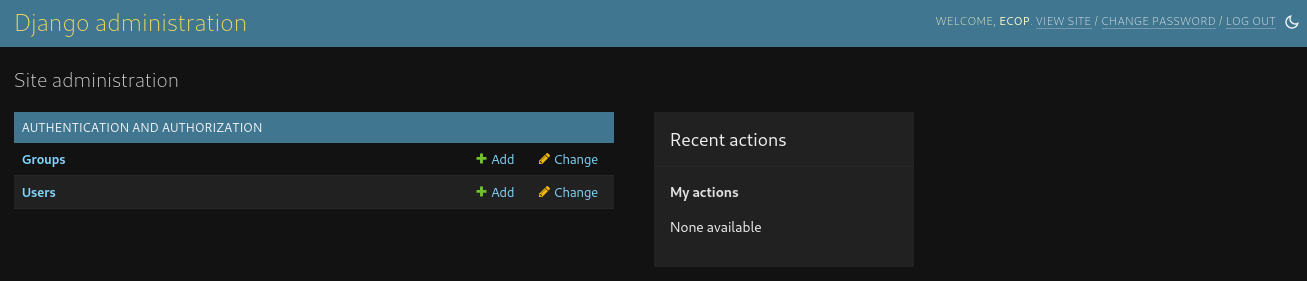 Django administration
WELCOME, ECOP. VIEW SITE / CHANGE PASSWORD / LOG OUT
Site administration
AUTHENTICATION AND AUTHORIZATION
Groups Add Change
Users Add Change
Recent actions
My actions
None available